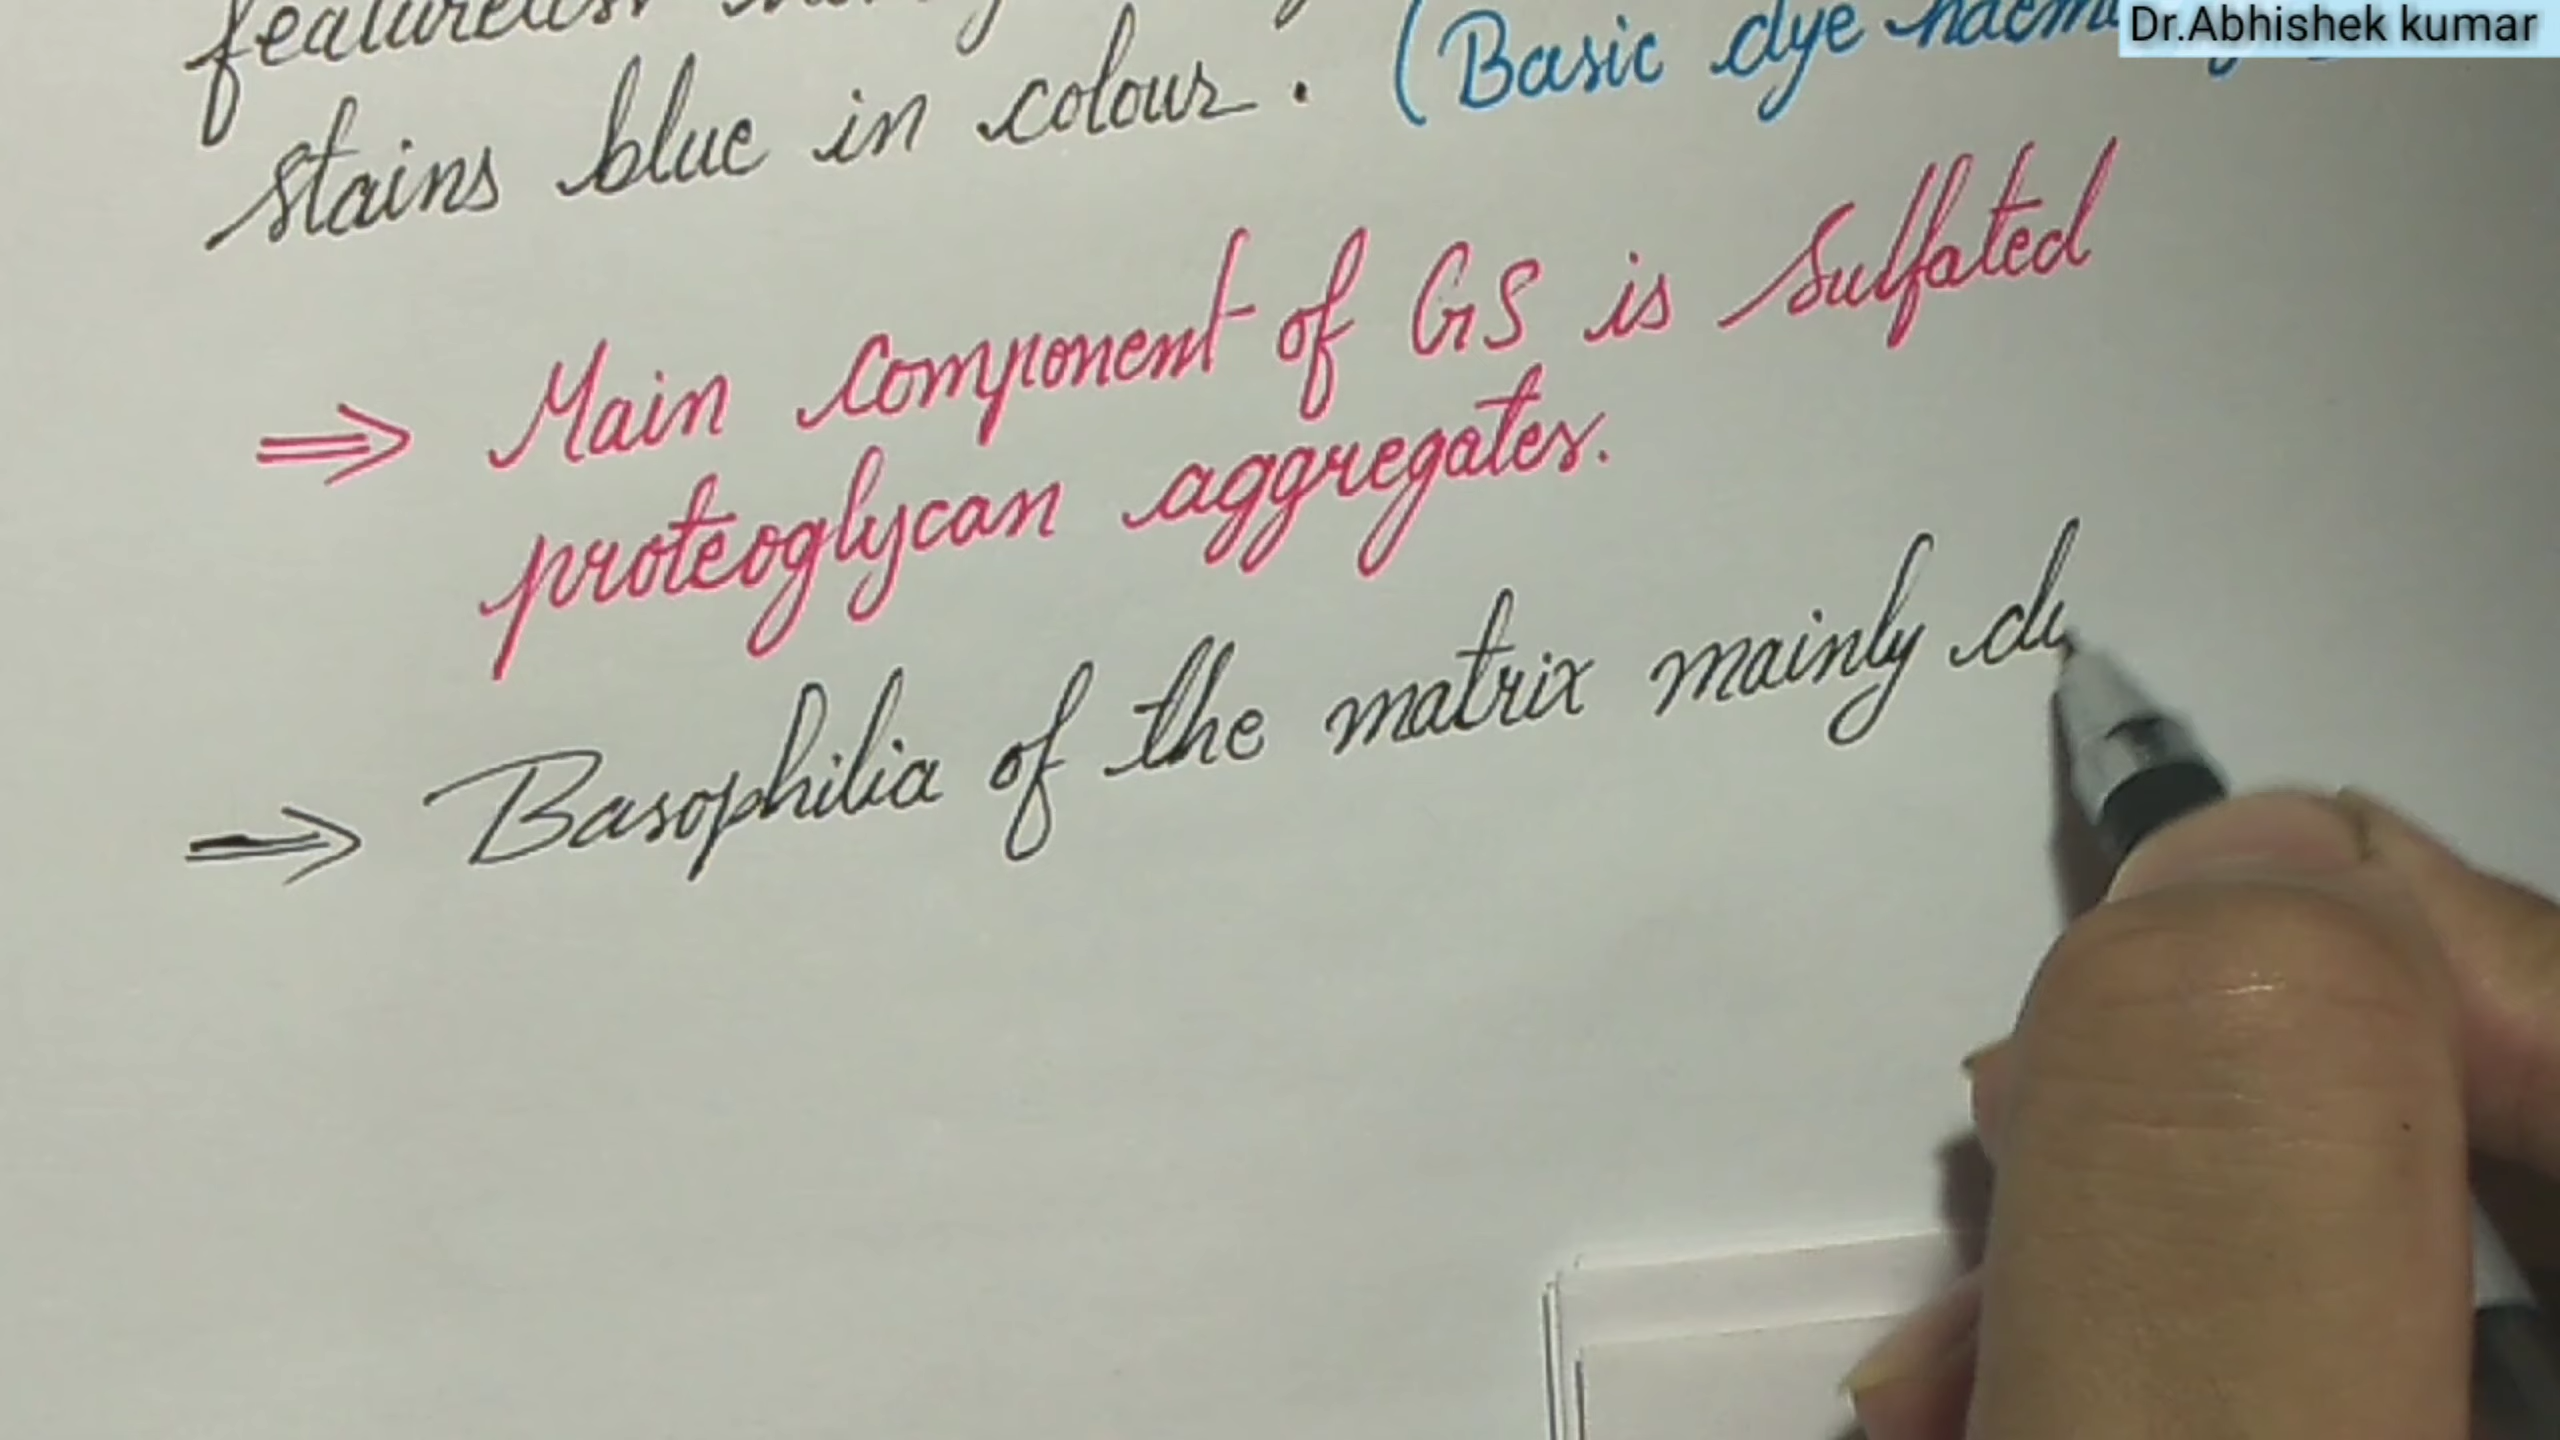 stains blue in colour. (Basic dye
Dr.Abhishek kumar
⇒ Main component of GS is sulfated
proteoglycan aggregates.
⇒ Basophilia of the matrix mainly du